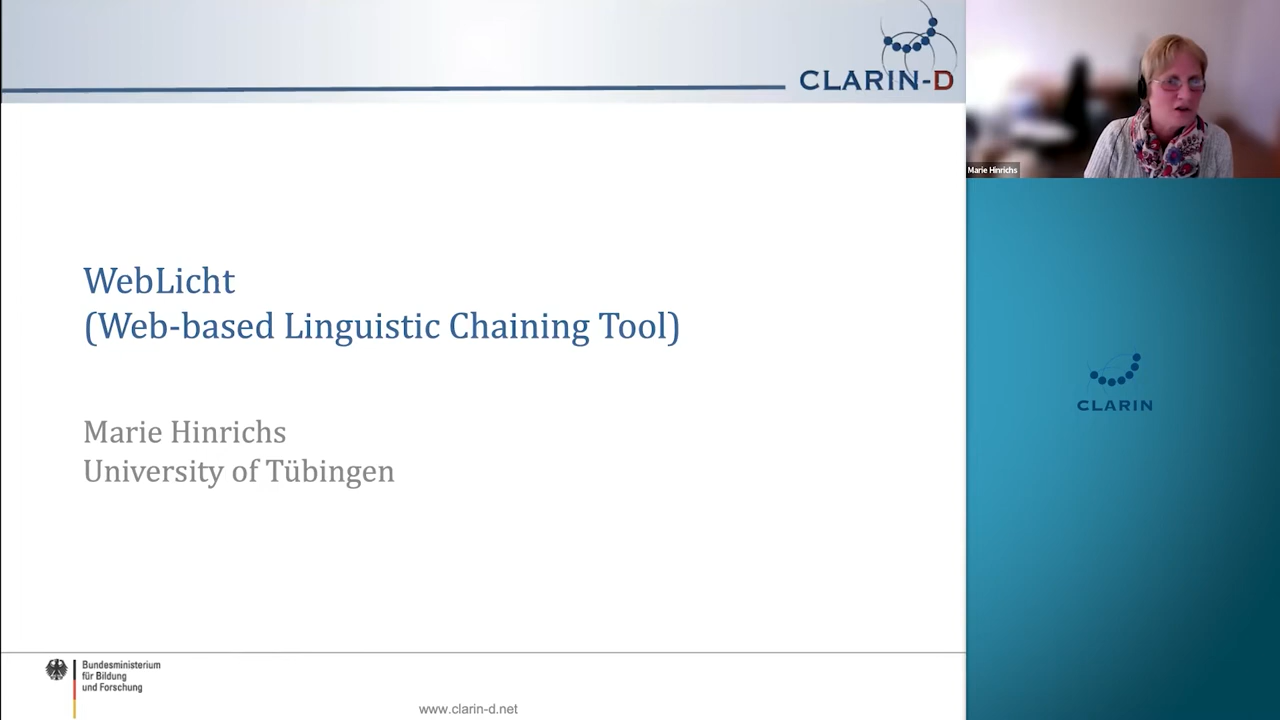 CLARIN-D
WebLicht
(Web-based Linguistic Chaining Tool)
Marie Hinrichs
University of Tübingen
Bundesministerium
für Bildung
und Forschung
www.clarin-d.net
Marie Hinrichs
CLARIN